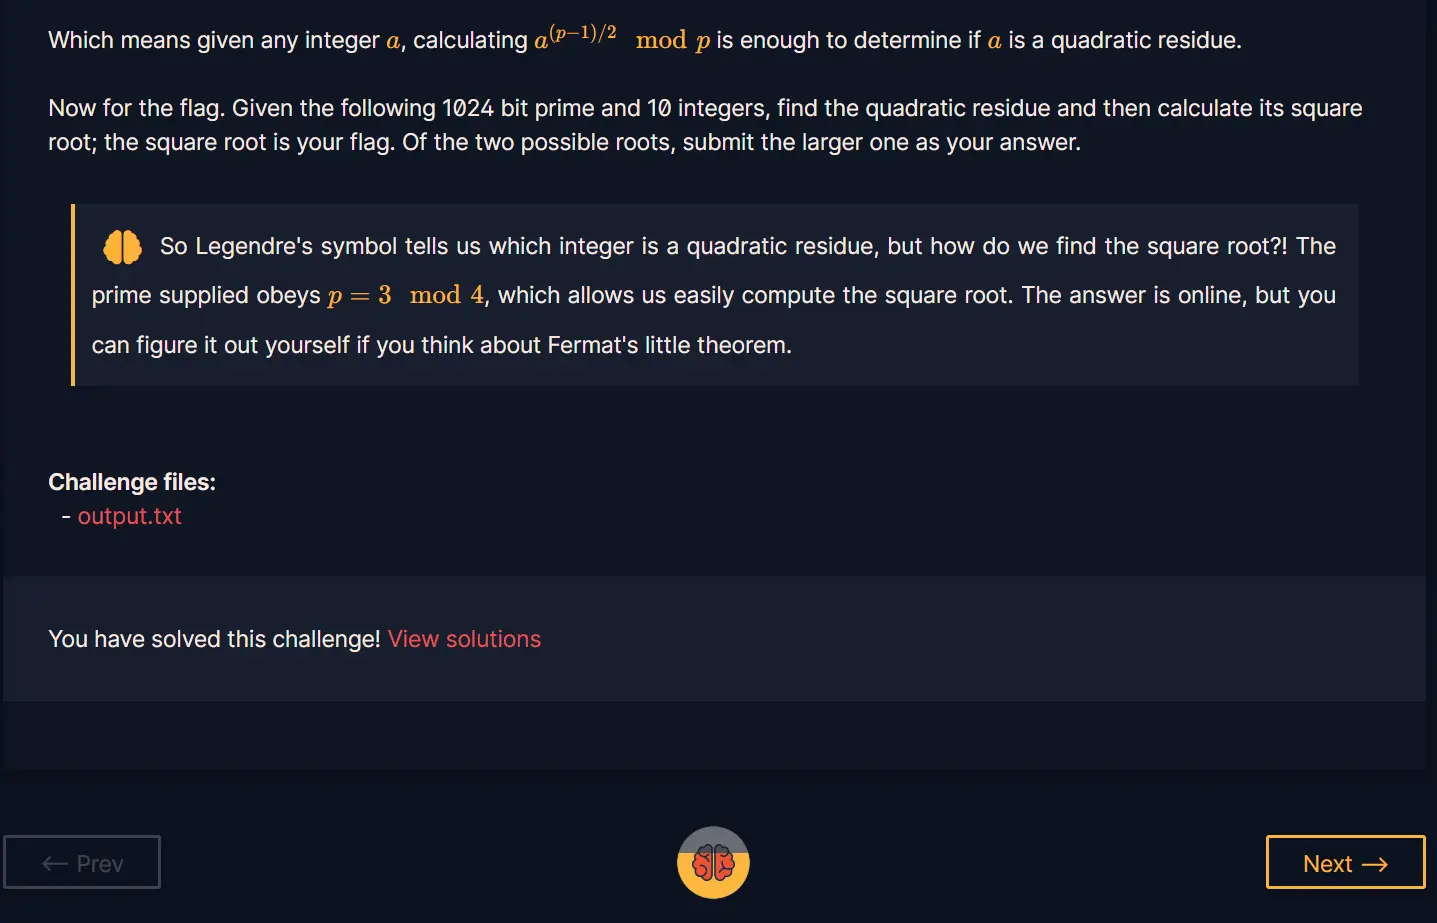 Which means given any integer a, calculating a^(p−1)/2 mod p is enough to determine if a is a quadratic residue.
Now for the flag. Given the following 1024 bit prime and 10 integers, find the quadratic residue and then calculate its square
root; the square root is your flag. Of the two possible roots, submit the larger one as your answer.
So Legendre's symbol tells us which integer is a quadratic residue, but how do we find the square root?! The
prime supplied obeys p = 3 mod 4, which allows us easily compute the square root. The answer is online, but you
can figure it out yourself if you think about Fermat's little theorem.
Challenge files:
- output.txt
You have solved this challenge! View solutions
← Prev
Next →